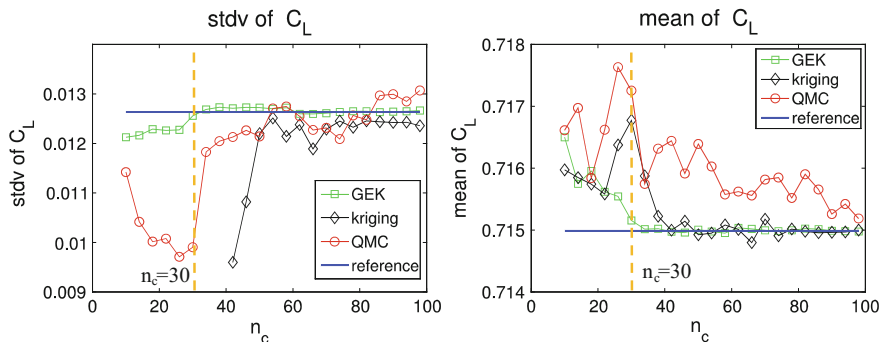 stdv of C_L
stdv of C_L
0.013
0.012
0.011
0.01
0.009
0 20 40 60 80 100
n_c
n_c=30
GEK
kriging
QMC
reference
mean of C_L
mean of C_L
0.718
0.717
0.716
0.715
0.714
0 20 40 60 80 100
n_c
n_c=30
GEK
kriging
QMC
reference